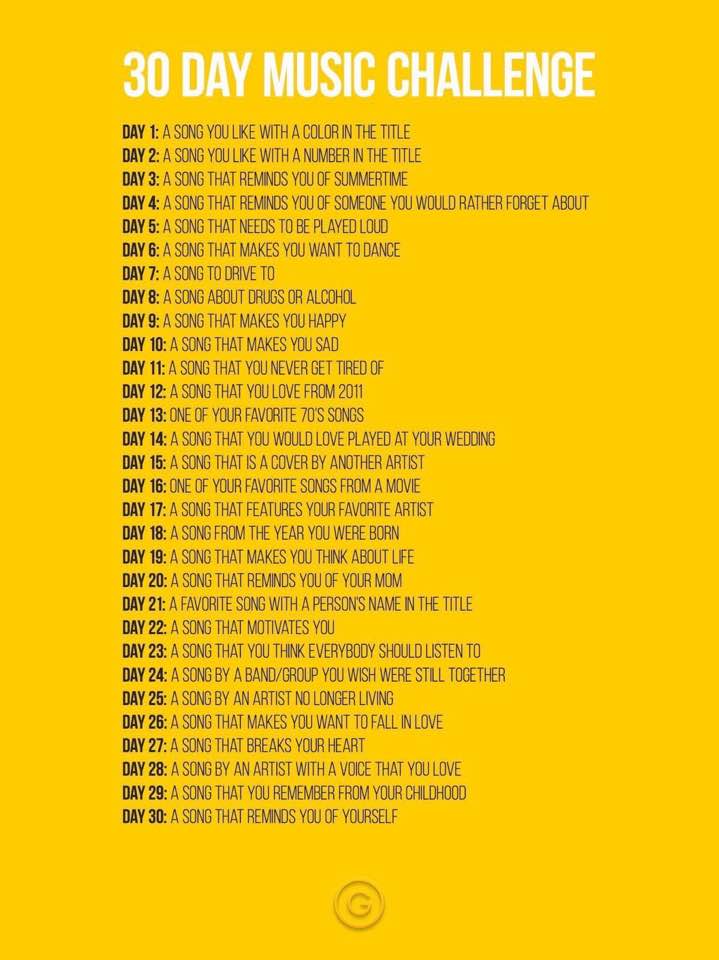 30 DAY MUSIC CHALLENGE
DAY 1: A SONG YOU LIKE WITH A COLOR IN THE TITLE
DAY 2: A SONG YOU LIKE WITH A NUMBER IN THE TITLE
DAY 3: A SONG THAT REMINDS YOU OF SUMMERTIME
DAY 4: A SONG THAT REMINDS YOU OF SOMEONE YOU WOULD RATHER FORGET ABOUT
DAY 5: A SONG THAT NEEDS TO BE PLAYED LOUD
DAY 6: A SONG THAT MAKES YOU WANT TO DANCE
DAY 7: A SONG TO DRIVE TO
DAY 8: A SONG ABOUT DRUGS OR ALCOHOL
DAY 9: A SONG THAT MAKES YOU HAPPY
DAY 10: A SONG THAT MAKES YOU SAD
DAY 11: A SONG THAT YOU NEVER GET TIRED OF
DAY 12: A SONG THAT YOU LOVE FROM 2011
DAY 13: ONE OF YOUR FAVORITE 70'S SONGS
DAY 14: A SONG THAT YOU WOULD LOVE PLAYED AT YOUR WEDDING
DAY 15: A SONG THAT IS A COVER BY ANOTHER ARTIST
DAY 16: ONE OF YOUR FAVORITE SONGS FROM A MOVIE
DAY 17: A SONG THAT FEATURES YOUR FAVORITE ARTIST
DAY 18: A SONG FROM THE YEAR YOU WERE BORN
DAY 19: A SONG THAT MAKES YOU THINK ABOUT LIFE
DAY 20: A SONG THAT REMINDS YOU OF YOUR MOM
DAY 21: A FAVORITE SONG WITH A PERSON'S NAME IN THE TITLE
DAY 22: A SONG THAT MOTIVATES YOU
DAY 23: A SONG THAT YOU THINK EVERYBODY SHOULD LISTEN TO
DAY 24: A SONG BY A BAND/GROUP YOU WISH WERE STILL TOGETHER
DAY 25: A SONG BY AN ARTIST NO LONGER LIVING
DAY 26: A SONG THAT MAKES YOU WANT TO FALL IN LOVE
DAY 27: A SONG THAT BREAKS YOUR HEART
DAY 28: A SONG BY AN ARTIST WITH A VOICE THAT YOU LOVE
DAY 29: A SONG THAT YOU REMEMBER FROM YOUR CHILDHOOD
DAY 30: A SONG THAT REMINDS YOU OF YOURSELF
G